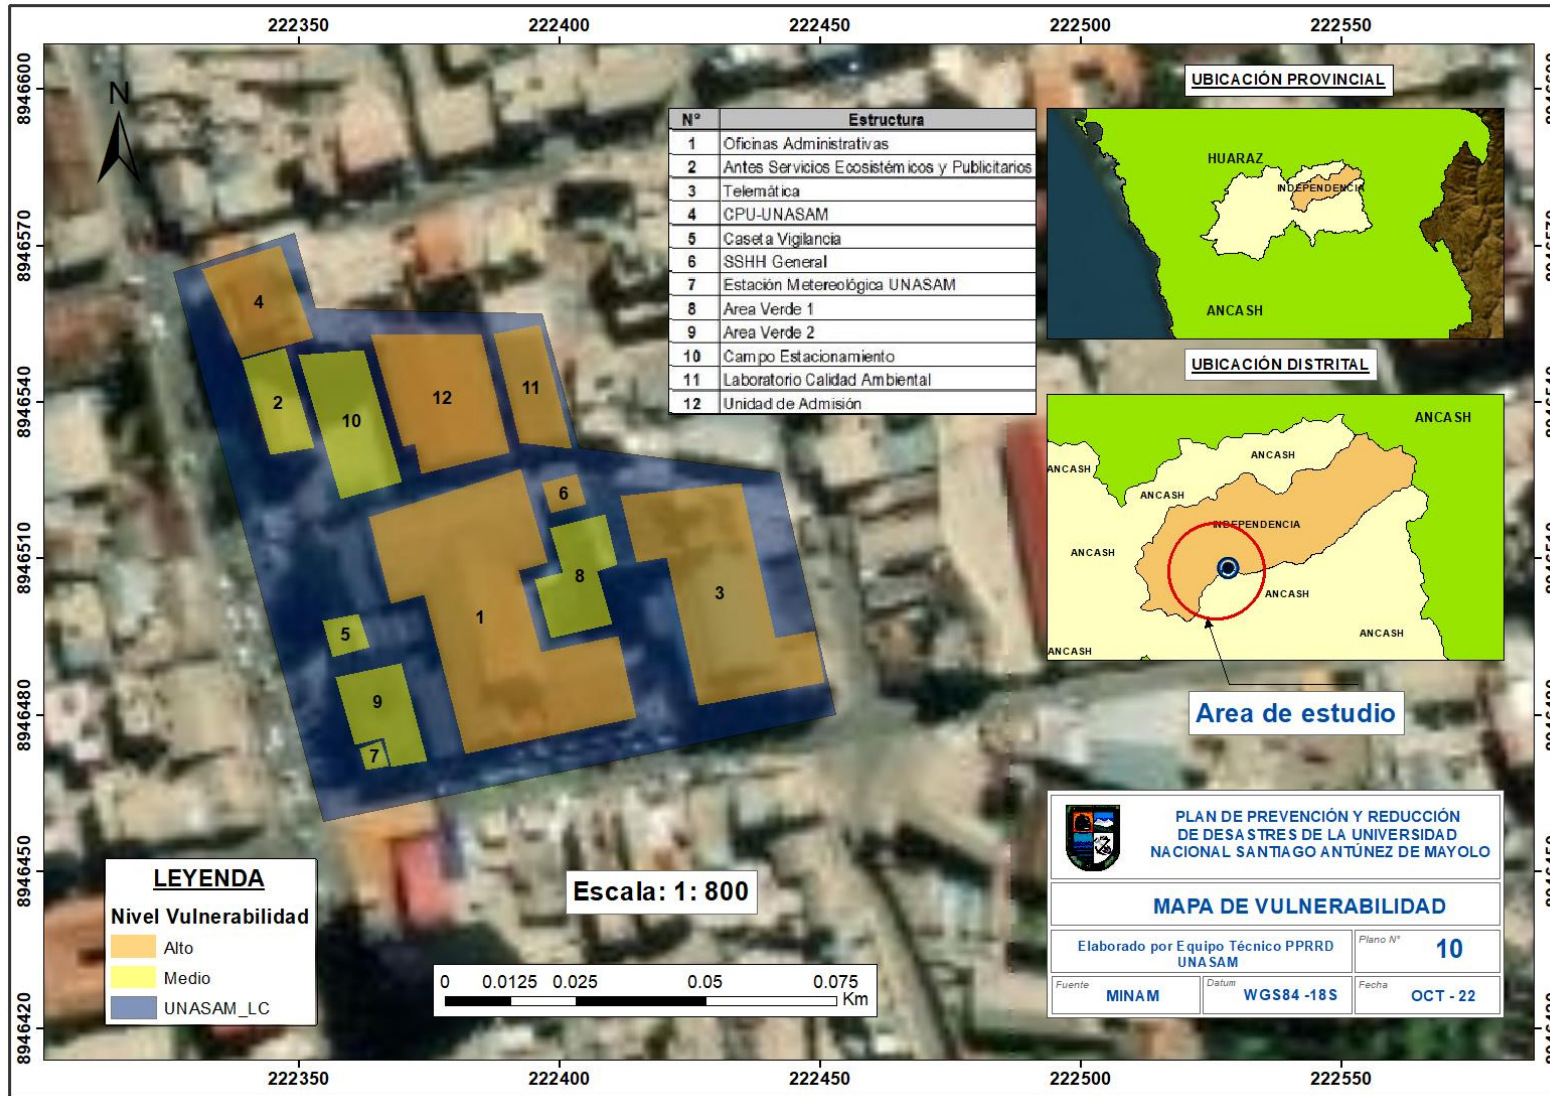 222350 222400 222450 222500 222550
8946600
8946570
8946540
8946510
8946480
8946450
8946420
N
N° Estructura
1 Oficinas Administrativas
2 Antes Servicios Ecosistémicos y Publicitarios
3 Telemática
4 CPU-UNASAM
5 Caseta Vigilancia
6 SSHH General
7 Estación Metereológica UNASAM
8 Area Verde 1
9 Area Verde 2
10 Campo Estacionamiento
11 Laboratorio Calidad Ambiental
12 Unidad de Admisión
UBICACIÓN PROVINCIAL
HUARAZ
INDEPENDENCIA
ANCASH
UBICACIÓN DISTRITAL
ANCASH
ANCASH
ANCASH
ANCASH
INDEPENDENCIA
ANCASH
ANCASH
ANCASH
ANCASH
Area de estudio
4
2
10
12
11
6
8
3
1
5
9
7
LEYENDA
Nivel Vulnerabilidad
Alto
Medio
UNASAM_LC
Escala: 1: 800
0 0.0125 0.025 0.05 0.075
Km
PLAN DE PREVENCIÓN Y REDUCCIÓN
DE DESASTRES DE LA UNIVERSIDAD
NACIONAL SANTIAGO ANTÚNEZ DE MAYOLO
MAPA DE VULNERABILIDAD
Elaborado por Equipo Técnico PPRRD
UNASAM
Plano N° 10
Fuente MINAM
Datum WGS84 -18S
Fecha OCT - 22
222350 222400 222450 222500 222550